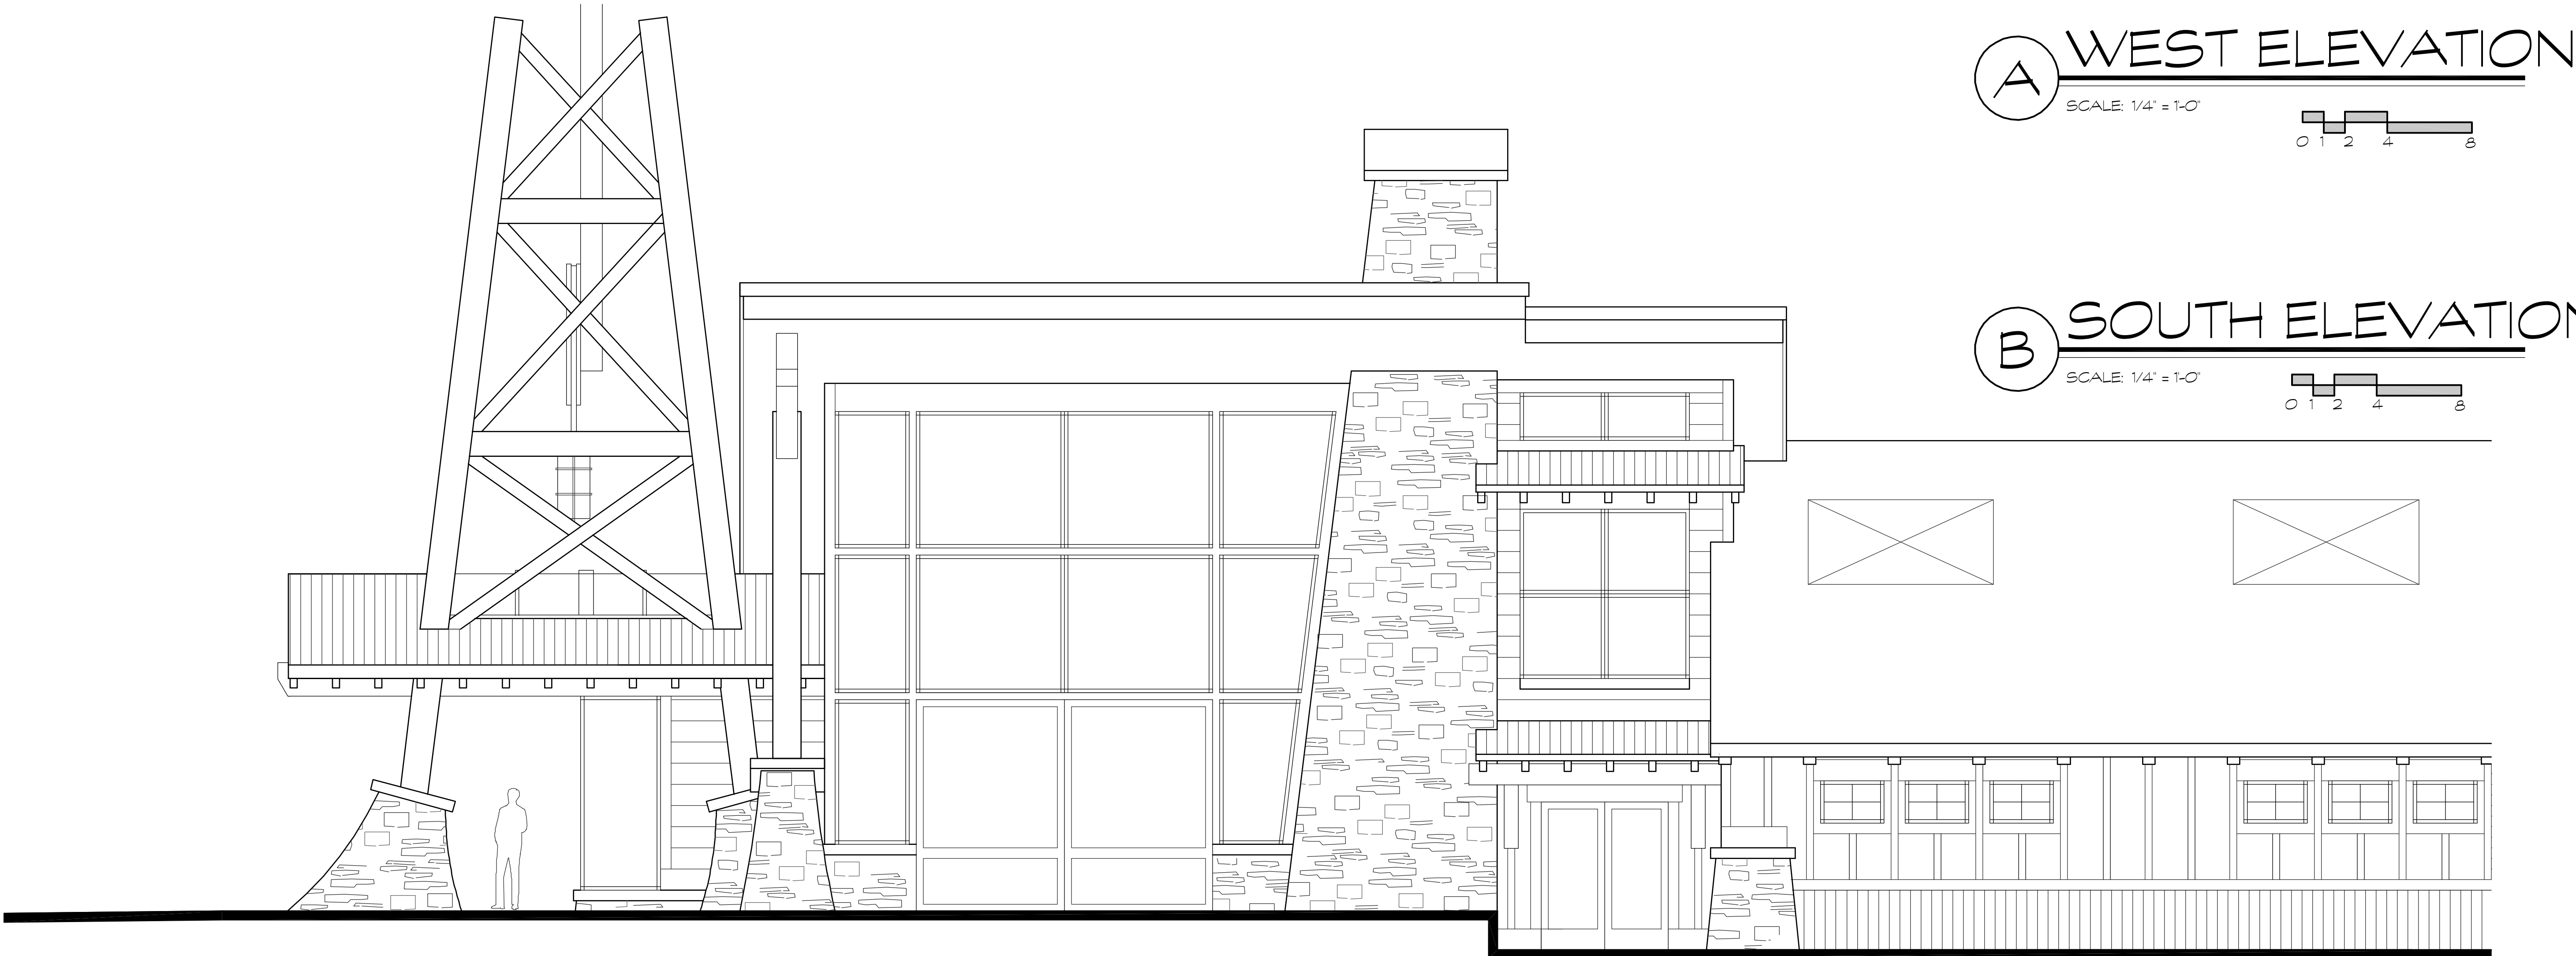 A WEST ELEVATION
SCALE: 1/4" = 1'-0"
0 1 2 4 8
B SOUTH ELEVATION
SCALE: 1/4" = 1'-0"
0 1 2 4 8